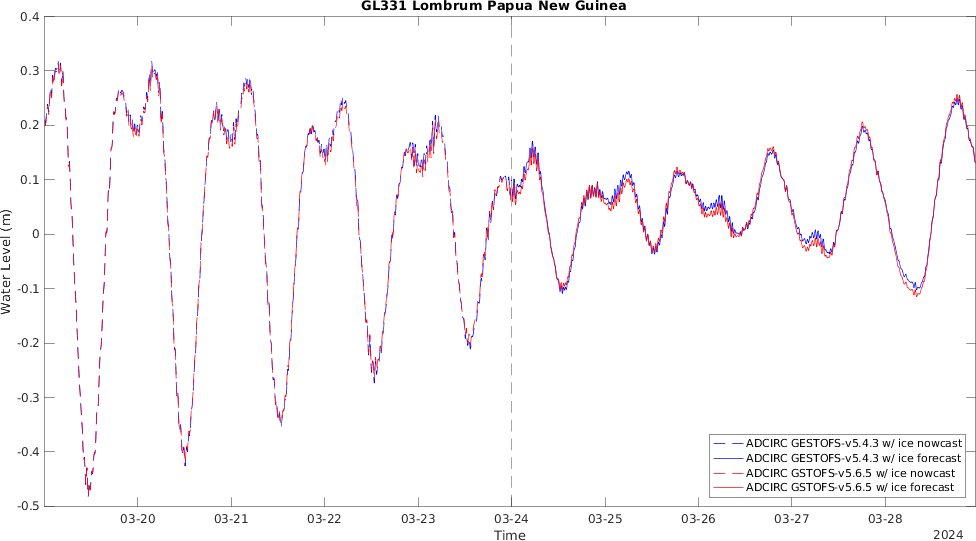 GL331 Lombrum Papua New Guinea
0.4
0.3
0.2
0.1
0
-0.1
-0.2
-0.3
-0.4
-0.5
Water Level (m)
ADCIRC GESTOFS-v5.4.3 w/ ice nowcast
ADCIRC GESTOFS-v5.4.3 w/ ice forecast
ADCIRC GSTOFS-v5.6.5 w/ ice nowcast
ADCIRC GSTOFS-v5.6.5 w/ ice forecast
03-20 03-21 03-22 03-23 03-24 03-25 03-26 03-27 03-28
Time
2024